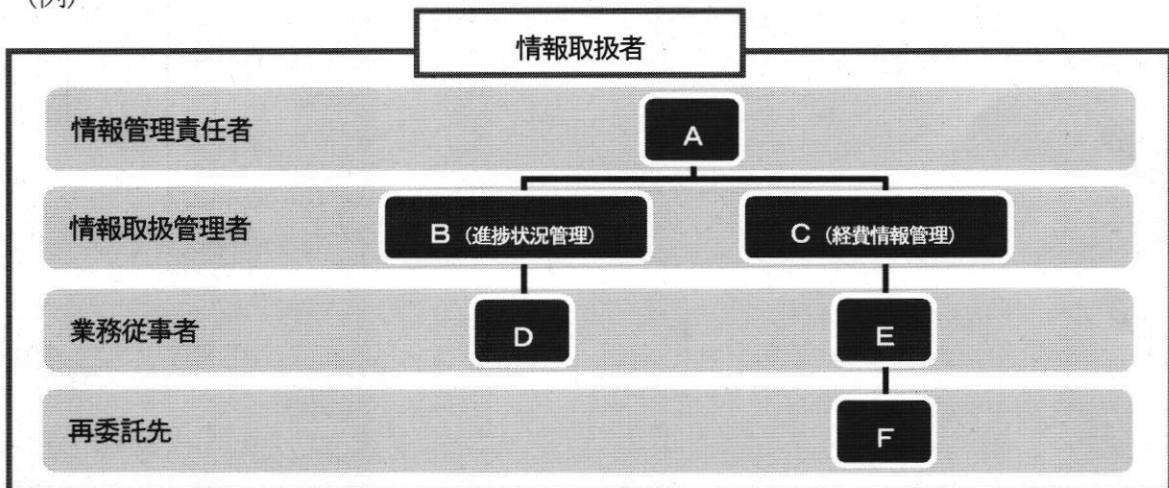 (例)
情報取扱者
情報管理責任者
A
情報取扱管理者
B (進捗状況管理)
C (経費情報管理)
業務従事者
D
E
再委託先
F